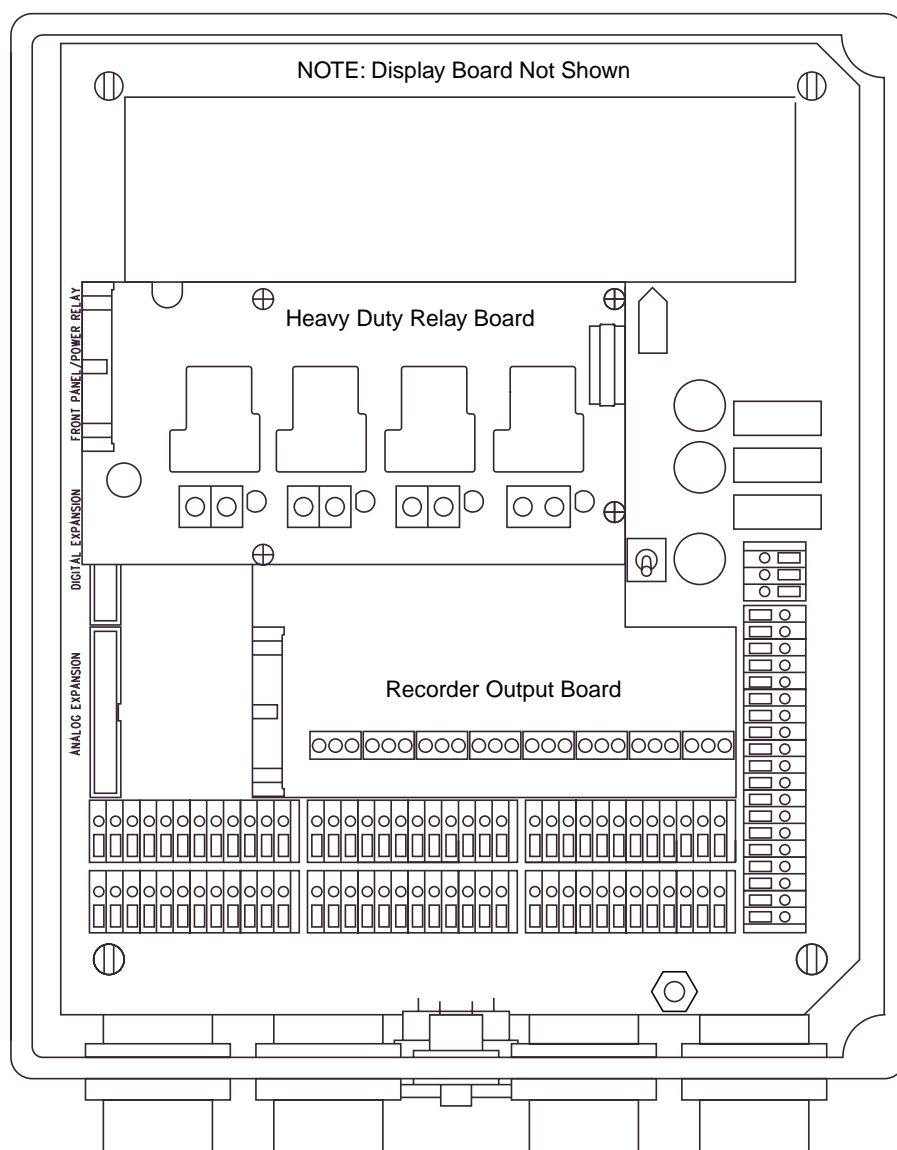 NOTE: Display Board Not Shown
FRONT PANEL/POWER RELAY
Heavy Duty Relay Board
DIGITAL EXPANSION
ANALOG EXPANSION
Recorder Output Board